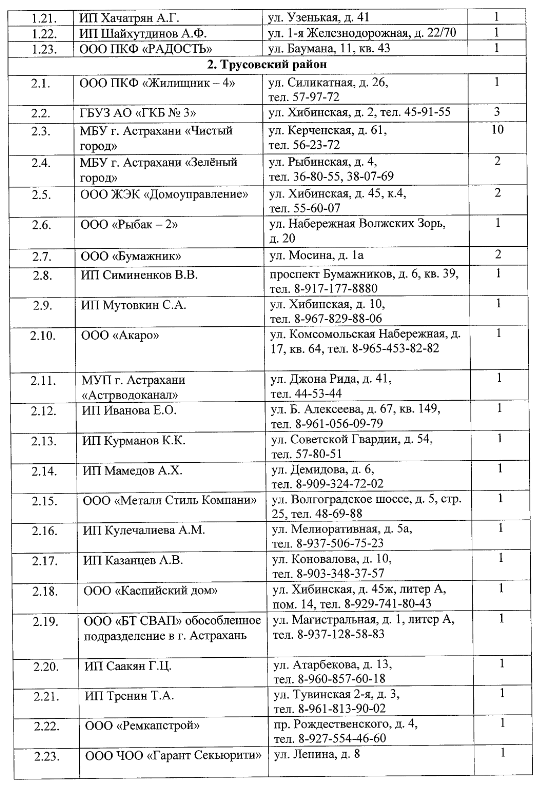 1.21. ИП Хачатрян А.Г. ул. Узенькая, д. 41 1
1.22. ИП Шайхутдинов А.Ф. ул. 1-я Железнодорожная, д. 22/70 1
1.23. ООО ПКФ «РАДОСТЬ» ул. Баумана, 11, кв. 43 1
2. Трусовский район
2.1. ООО ПКФ «Жилищник – 4» ул. Силикатная, д. 26, 1
тел. 57-97-72
2.2. ГБУЗ АО «ГКБ № 3» ул. Хибинская, д. 2, тел. 45-91-55 3
2.3. МБУ г. Астрахани «Чистый ул. Керченская, д. 61, 10
город» тел. 56-23-72
2.4. МБУ г. Астрахани «Зелёный ул. Рыбинская, д. 4, 2
город» тел. 36-80-55, 38-07-69
2.5. ООО ЖЭК «Домоуправление» ул. Хибинская, д. 45, к.4, 2
тел. 55-60-07
2.6. ООО «Рыбак – 2» ул. Набережная Волжских Зорь, 1
д. 20
2.7. ООО «Бумажник» ул. Мосина, д. 1а 2
2.8. ИП Симиненков В.В. проспект Бумажников, д. 6, кв. 39, 1
тел. 8-917-177-8880
2.9. ИП Мутовкин С.А. ул. Хибинская, д. 10, 1
тел. 8-967-829-88-06
2.10. ООО «Акаро» ул. Комсомольская Набережная, д. 1
17, кв. 64, тел. 8-965-453-82-82
2.11. МУП г. Астрахани ул. Джона Рида, д. 41, 1
«Астрводоканал» тел. 44-53-44
2.12. ИП Иванова Е.О. ул. Б. Алексеева, д. 67, кв. 149, 1
тел. 8-961-056-09-79
2.13. ИП Курманов К.К. ул. Советской Гвардии, д. 54, 1
тел. 57-80-51
2.14. ИП Мамедов А.Х. ул. Демидова, д. 6, 1
тел. 8-909-324-72-02
2.15. ООО «Металл Стиль Компани» ул. Волгоградское шоссе, д. 5, стр. 1
25, тел. 48-69-88
2.16. ИП Кулечалиева А.М. ул. Мелиоративная, д. 5а, 1
тел. 8-937-506-75-23
2.17. ИП Казанцев А.В. ул. Коновалова, д. 10, 1
тел. 8-903-348-37-57
2.18. ООО «Каспийский дом» ул. Хибинская, д. 45ж, литер А, 1
пом. 14, тел. 8-929-741-80-43
2.19. ООО «БТ СВАП» обособленное ул. Магистральная, д. 1, литер А, 1
подразделение в г. Астрахань тел. 8-937-128-58-83
2.20. ИП Саакян Г.Ц. ул. Атарбекова, д. 13, 1
тел. 8-960-857-60-18
2.21. ИП Тренин Т.А. ул. Тувинская 2-я, д. 3, 1
тел. 8-961-813-90-02
2.22. ООО «Ремкапстрой» пр. Рождественского, д. 4, 1
тел. 8-927-554-46-60
2.23. ООО ЧОО «Гарант Секьюрити» ул. Ленина, д. 8 1